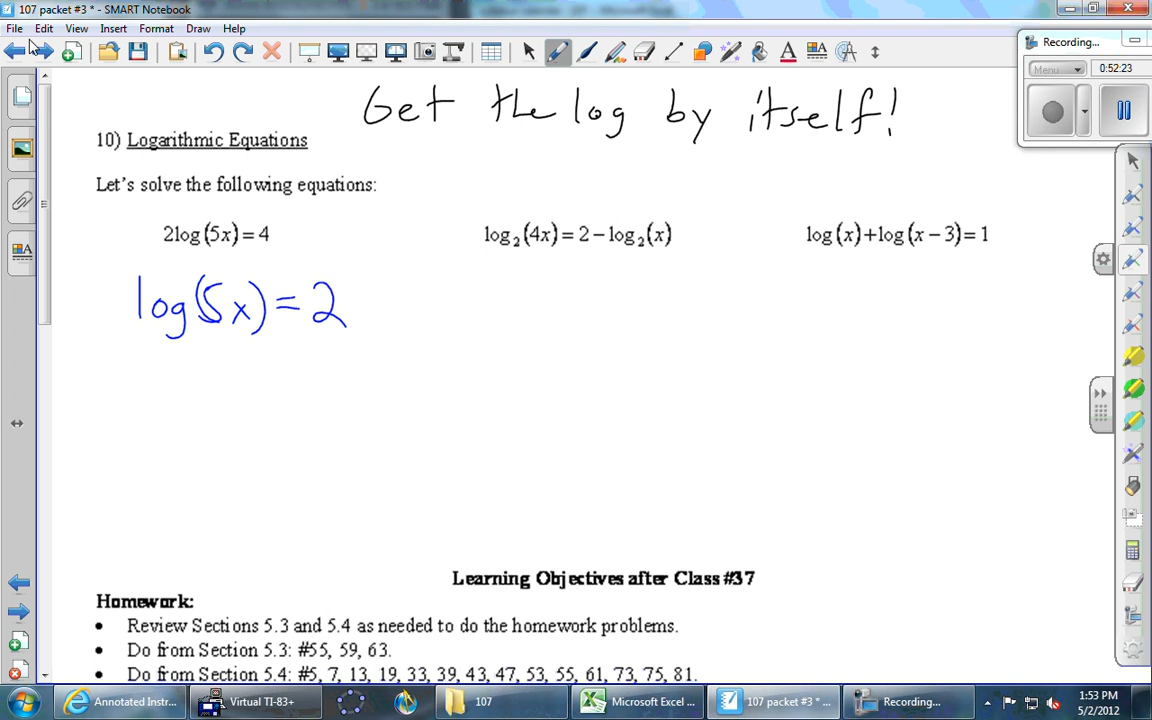 107 packet #3 * - SMART Notebook
File Edit View Insert Format Draw Help
Recording...
Menu 0:52:23
Get the log by itself!
10) Logarithmic Equations
Let's solve the following equations:
2log(5x)=4 log₂(4x)=2−log₂(x) log(x)+log(x−3)=1
log(5x)=2
Learning Objectives after Class #37
Homework:
• Review Sections 5.3 and 5.4 as needed to do the homework problems.
• Do from Section 5.3: #55, 59, 63.
• Do from Section 5.4: #5, 7, 13, 19, 33, 39, 43, 47, 53, 55, 61, 73, 75, 81.
Annotated Instr... Virtual TI-83+ 107 Microsoft Excel ... 107 packet #3 * ... Recording... 1:53 PM
5/2/2012